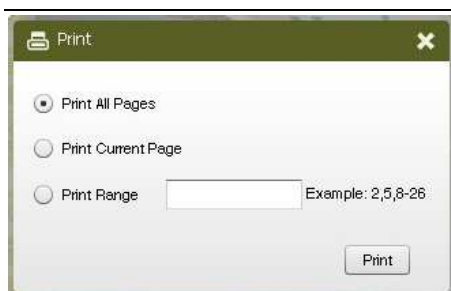 Print
Print All Pages
Print Current Page
Print Range Example: 2,5,8-26
Print